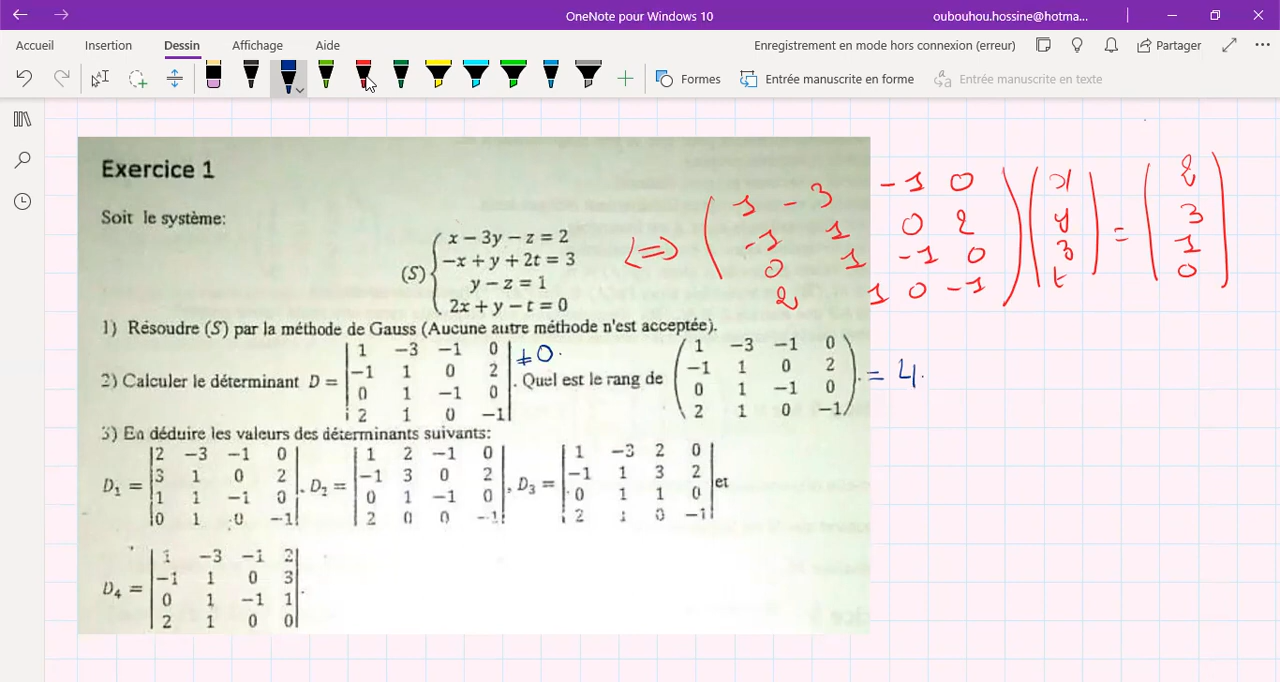 OneNote pour Windows 10
oubouhou.hossine@hotma...
Accueil Insertion Dessin Affichage Aide
Enregistrement en mode hors connexion (erreur) Partager
Formes Entrée manuscrite en forme Entrée manuscrite en texte
Exercice 1
Soit le système:
(S) { x − 3y − z = 2
−x + y + 2t = 3
y − z = 1
2x + y − t = 0
⟺ ( 1 −3 −1 0 ) ( x ) = ( 2 )
−1 1 0 2 y 3
0 1 −1 0 z 1
2 1 0 −1 t 0
1) Résoudre (S) par la méthode de Gauss (Aucune autre méthode n'est acceptée).
2) Calculer le déterminant D = | 1 −3 −1 0 | ≠ 0. Quel est le rang de ( 1 −3 −1 0 ) = 4.
−1 1 0 2 −1 1 0 2
0 1 −1 0 0 1 −1 0
2 1 0 −1 2 1 0 −1
3) En déduire les valeurs des déterminants suivants:
D₁ = | 2 −3 −1 0 |, D₂ = | 1 2 −1 0 |, D₃ = | 1 −3 2 0 | et
3 1 0 2 −1 3 0 2 −1 1 3 2
1 1 −1 0 0 1 −1 0 0 1 1 0
0 1 0 −1 2 0 0 −1 2 1 0 −1
D₄ = | 1 −3 −1 2 |.
−1 1 0 3
0 1 −1 1
2 1 0 0